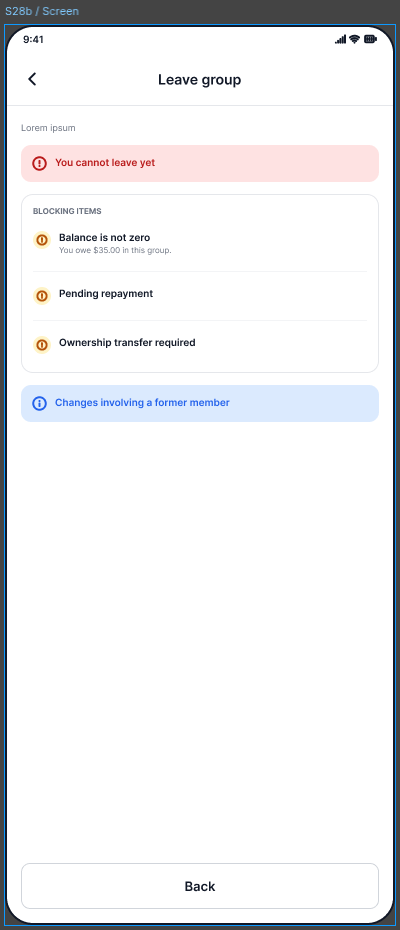 S28b / Screen
9:41
Leave group
Lorem ipsum
You cannot leave yet
BLOCKING ITEMS
Balance is not zero
You owe $35.00 in this group.
Pending repayment
Ownership transfer required
Changes involving a former member
Back